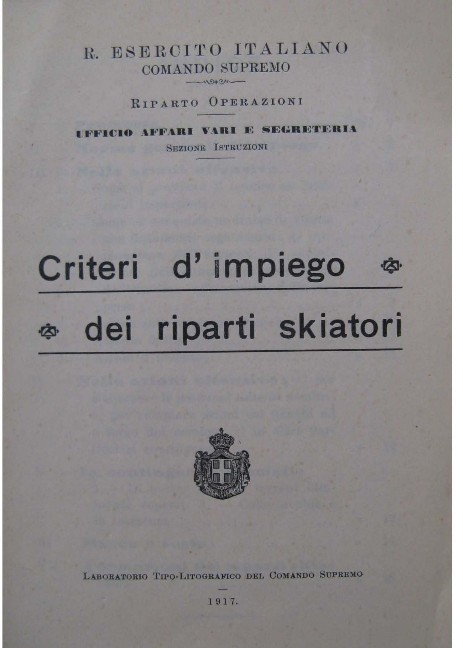 R. ESERCITO ITALIANO
COMANDO SUPREMO
RIPARTO OPERAZIONI
UFFICIO AFFARI VARI E SEGRETERIA
SEZIONE ISTRUZIONI
Criteri d'impiego
dei riparti skiatori
LABORATORIO TIPO-LITOGRAFICO DEL COMANDO SUPREMO
1917.